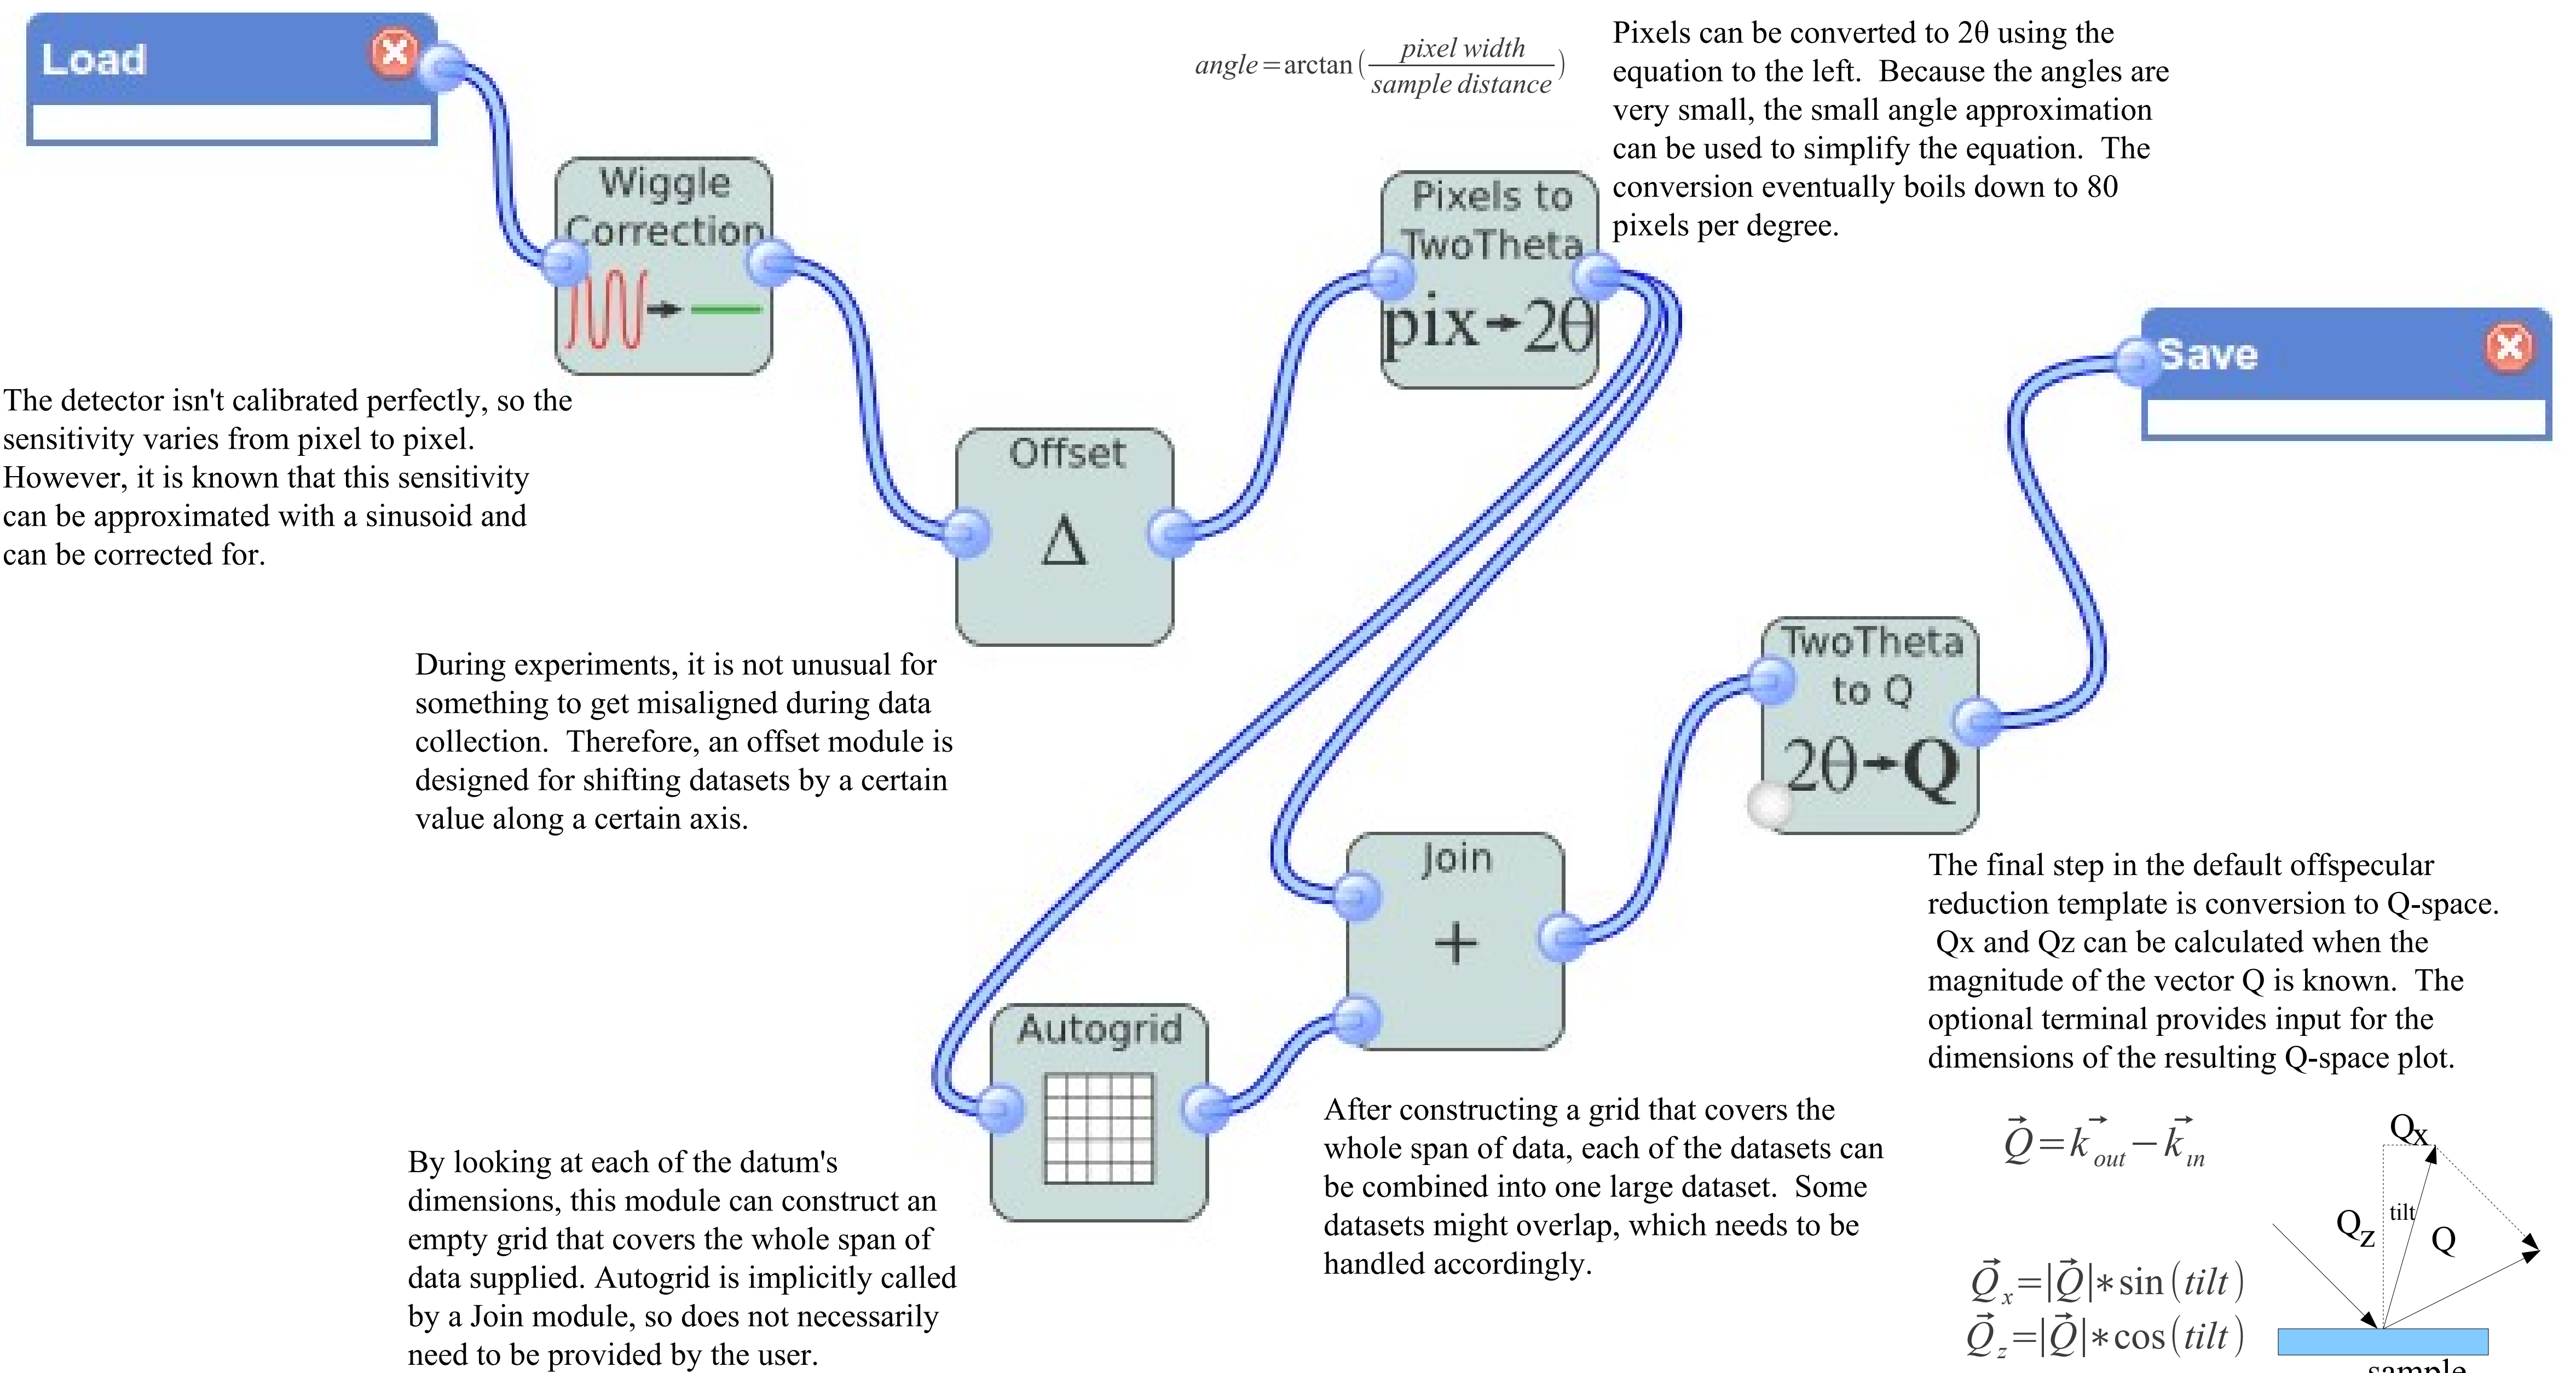 Load
angle=arctan(pixel width/sample distance)
Pixels can be converted to 2θ using the
equation to the left.  Because the angles are
very small, the small angle approximation
can be used to simplify the equation.  The
conversion eventually boils down to 80
pixels per degree.
Wiggle
Correction
Pixels to
TwoTheta
pix→2θ
Save
The detector isn't calibrated perfectly, so the
sensitivity varies from pixel to pixel.
However, it is known that this sensitivity
can be approximated with a sinusoid and
can be corrected for.
Offset
Δ
During experiments, it is not unusual for
something to get misaligned during data
collection.  Therefore, an offset module is
designed for shifting datasets by a certain
value along a certain axis.
TwoTheta
to Q
2θ→Q
Join
+
The final step in the default offspecular
reduction template is conversion to Q-space.
Qx and Qz can be calculated when the
magnitude of the vector Q is known.  The
optional terminal provides input for the
dimensions of the resulting Q-space plot.
Autogrid
By looking at each of the datum's
dimensions, this module can construct an
empty grid that covers the whole span of
data supplied. Autogrid is implicitly called
by a Join module, so does not necessarily
need to be provided by the user.
After constructing a grid that covers the
whole span of data, each of the datasets can
be combined into one large dataset.  Some
datasets might overlap, which needs to be
handled accordingly.
Q⃗=k⃗out−k⃗in
Q⃗x=|Q⃗|∗sin(tilt)
Q⃗z=|Q⃗|∗cos(tilt)
Qx
tilt
Qz
Q
sample